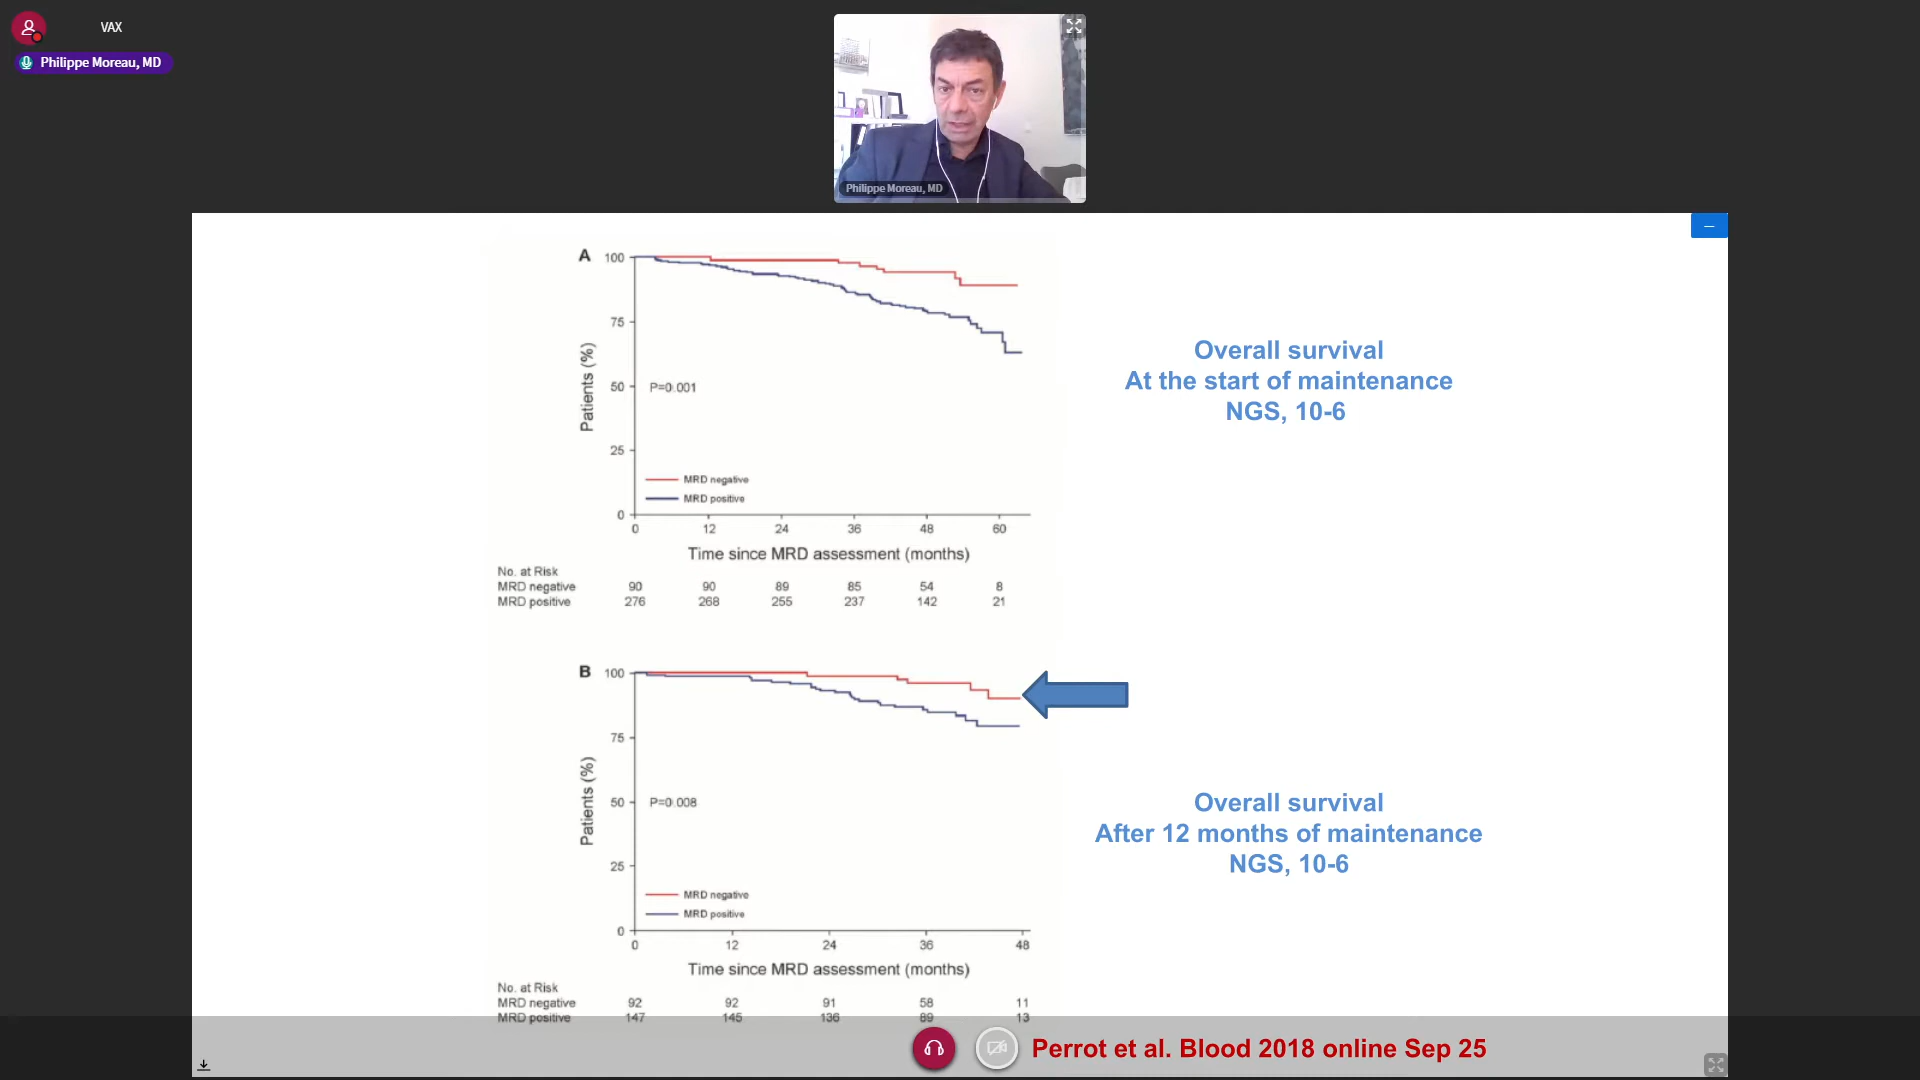 VAX
Philippe Moreau, MD
Philippe Moreau, MD
A
100
75
50
25
0
Patients (%)
P=0.001
MRD negative
MRD positive
0 12 24 36 48 60
Time since MRD assessment (months)
No. at Risk
MRD negative 90 90 89 85 54 8
MRD positive 276 268 255 237 142 21
Overall survival
At the start of maintenance
NGS, 10-6
B
100
75
50
25
0
Patients (%)
P=0.008
MRD negative
MRD positive
0 12 24 36 48
Time since MRD assessment (months)
No. at Risk
MRD negative 92 92 91 58 11
MRD positive 147 145 136 89 13
Overall survival
After 12 months of maintenance
NGS, 10-6
Perrot et al. Blood 2018 online Sep 25